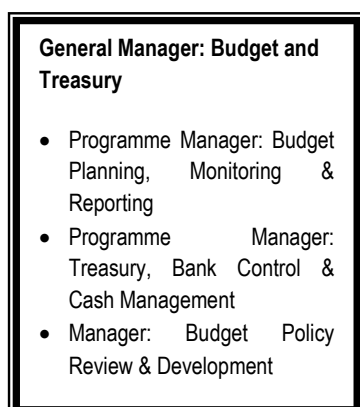 General Manager: Budget and
Treasury
• Programme Manager: Budget
Planning, Monitoring &
Reporting
• Programme Manager:
Treasury, Bank Control &
Cash Management
• Manager: Budget Policy
Review & Development